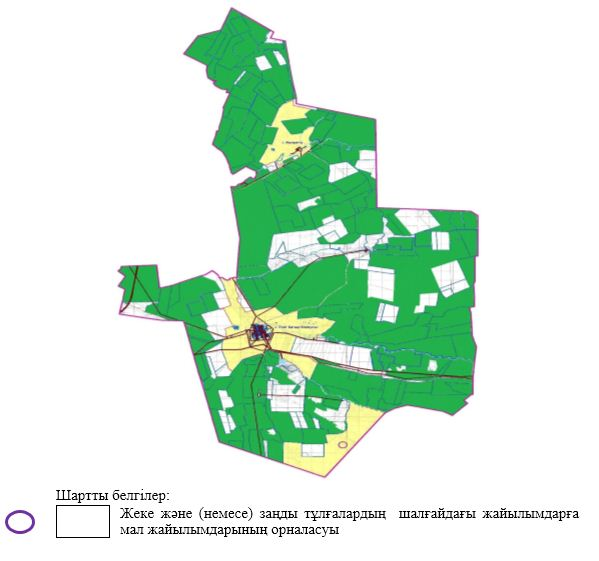 Шартты белгілер:
Жеке және (немесе) заңды тұлғалардың шалғайдағы жайылымдарға
мал жайылымдарының орналасуы